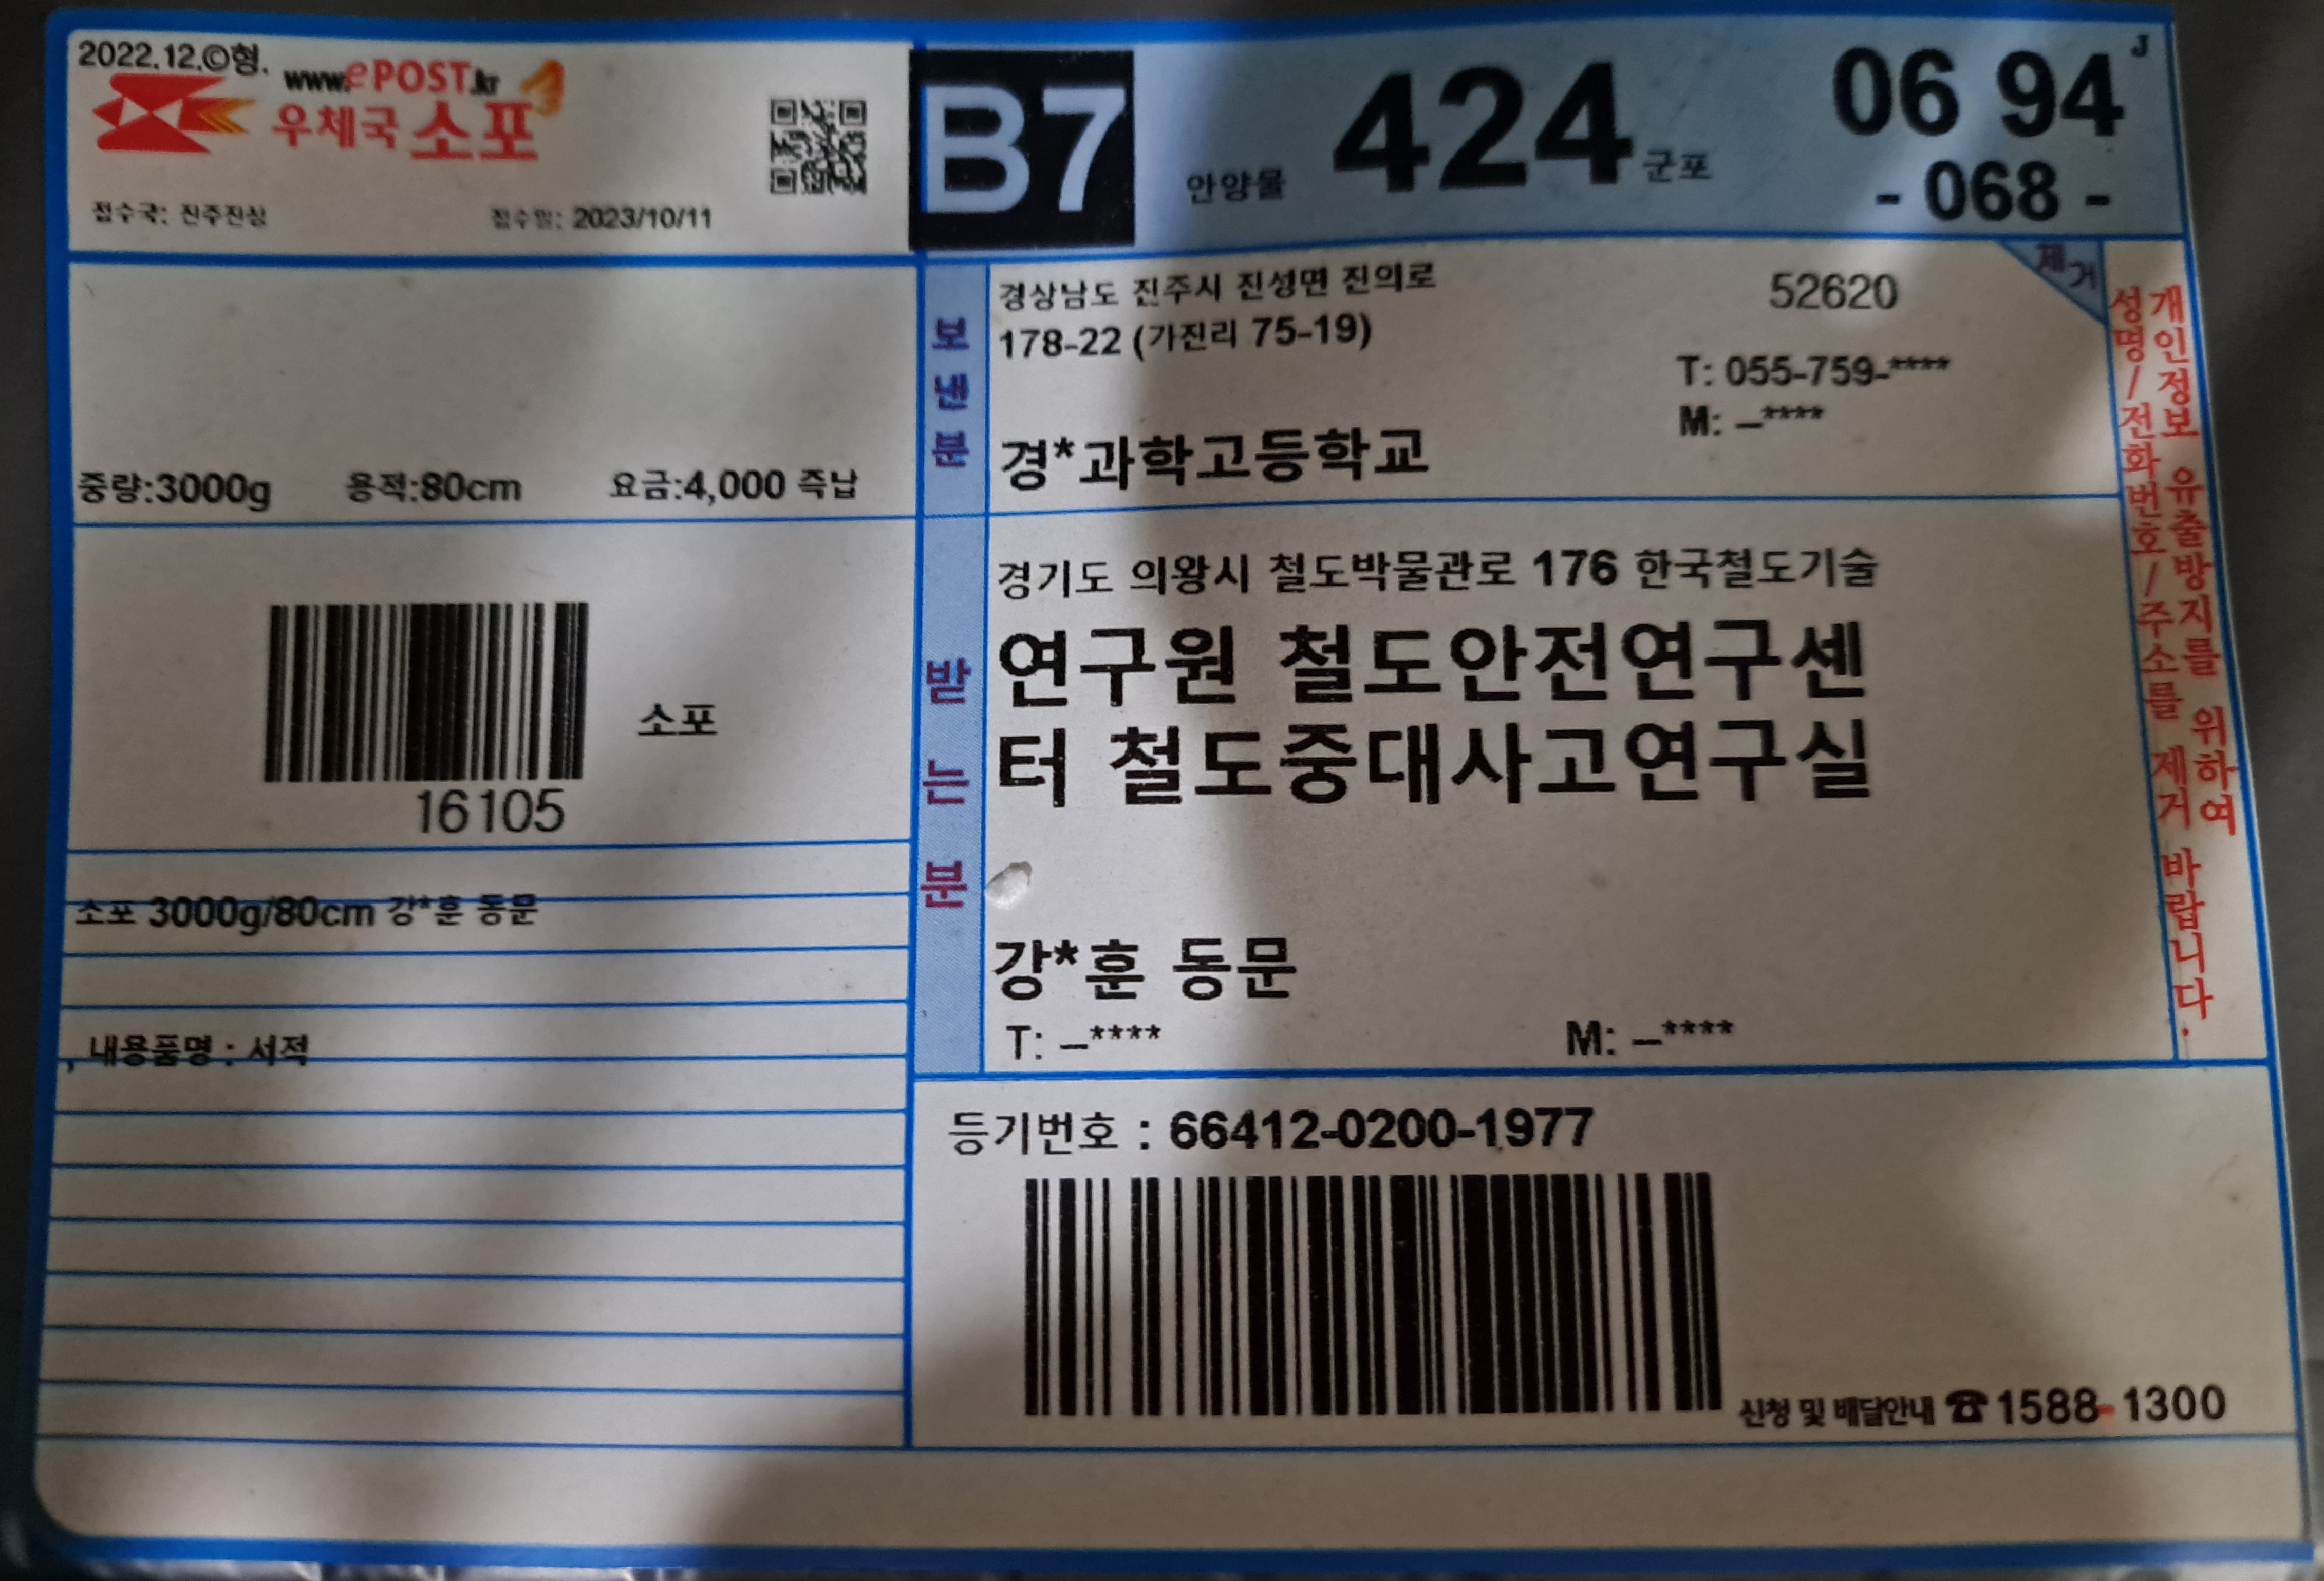 2022.12.©형.
www.ePOST.kr
우체국 소포
접수국: 진주진성
접수일: 2023/10/11
B7
안양물 424 군포
06 94 J
- 068 -
중량:3000g 용적:80cm 요금:4,000 즉납
소포
16105
소포 3000g/80cm 강*훈 동문
, 내용품명 : 서적
보낸분
경상남도 진주시 진성면 진의로
178-22 (가진리 75-19)
52620
T: 055-759-****
M: –****
경*과학고등학교
제거
받는분
경기도 의왕시 철도박물관로 176 한국철도기술
연구원 철도안전연구센
터 철도중대사고연구실
강*훈 동문
T: –**** M: –****
개인정보 유출방지를 위하여
성명/전화번호/주소를 제거 바랍니다.
등기번호 : 66412-0200-1977
신청 및 배달안내 ☎ 1588-1300